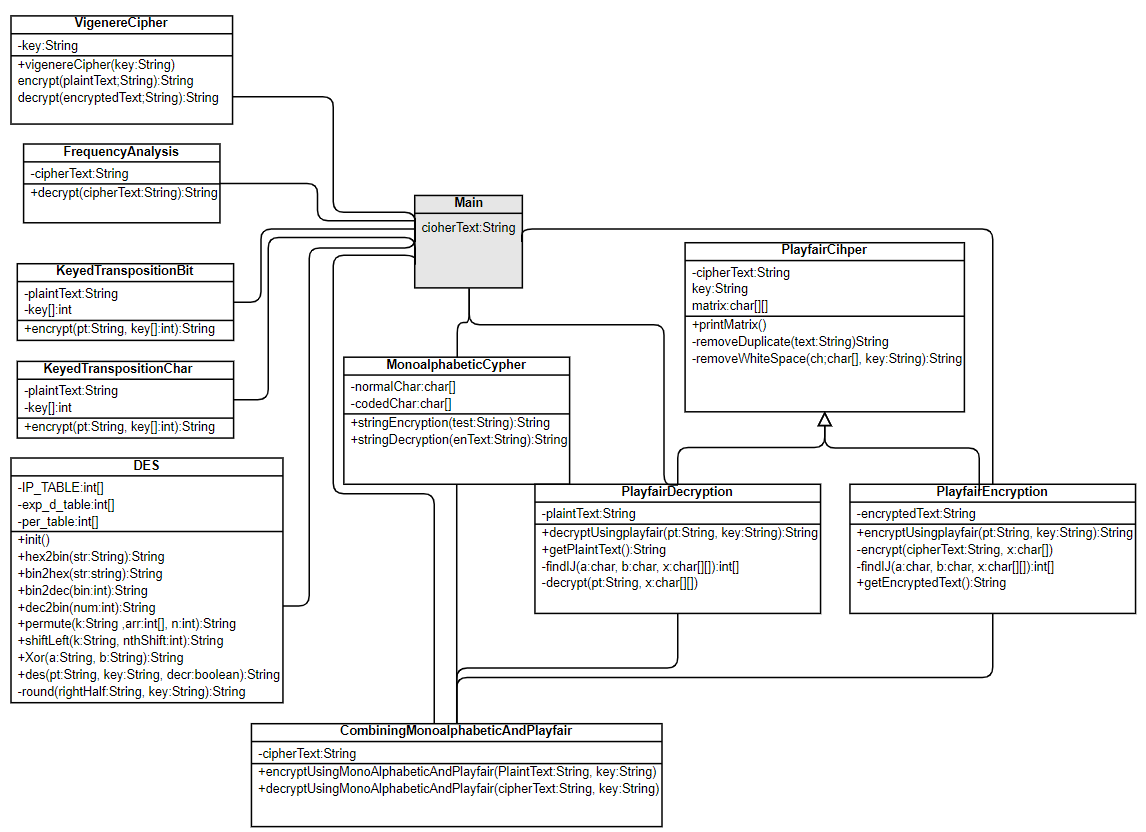 VigenereCipher
-key:String
+vigenereCipher(key:String)
encrypt(plaintText;String):String
decrypt(encryptedText;String):String
FrequencyAnalysis
-cipherText:String
+decrypt(cipherText:String):String
Main
cioherText:String
KeyedTranspositionBit
-plaintText:String
-key[]:int
+encrypt(pt:String, key[]:int):String
PlayfairCihper
-cipherText:String
key:String
matrix:char[][]
+printMatrix()
-removeDuplicate(text:String)String
-removeWhiteSpace(ch;char[], key:String):String
KeyedTranspositionChar
-plaintText:String
-key[]:int
+encrypt(pt:String, key[]:int):String
MonoalphabeticCypher
-normalChar:char[]
-codedChar:char[]
+stringEncryption(test:String):String
+stringDecryption(enText:String):String
DES
-IP_TABLE:int[]
-exp_d_table:int[]
-per_table:int[]
+init()
+hex2bin(str:String):String
+bin2hex(str:string):String
+bin2dec(bin:int):String
+dec2bin(num:int):String
+permute(k:String ,arr:int[], n:int):String
+shiftLeft(k:String, nthShift:int):String
+Xor(a:String, b:String):String
+des(pt:String, key:String, decr:boolean):String
-round(rightHalf:String, key:String):String
PlayfairDecryption
-plaintText:String
+decryptUsingplayfair(pt:String, key:String):String
+getPlaintText():String
-findIJ(a:char, b:char, x:char[][]):int[]
-decrypt(pt:String, x:char[][])
PlayfairEncryption
-encryptedText:String
+encryptUsingplayfair(pt:String, key:String):String
-encrypt(cipherText:String, x:char[])
-findIJ(a:char, b:char, x:char[][]):int[]
+getEncryptedText():String
CombiningMonoalphabeticAndPlayfair
-cipherText:String
+encryptUsingMonoAlphabeticAndPlayfair(PlaintText:String, key:String)
+decryptUsingMonoAlphabeticAndPlayfair(cipherText:String, key:String)